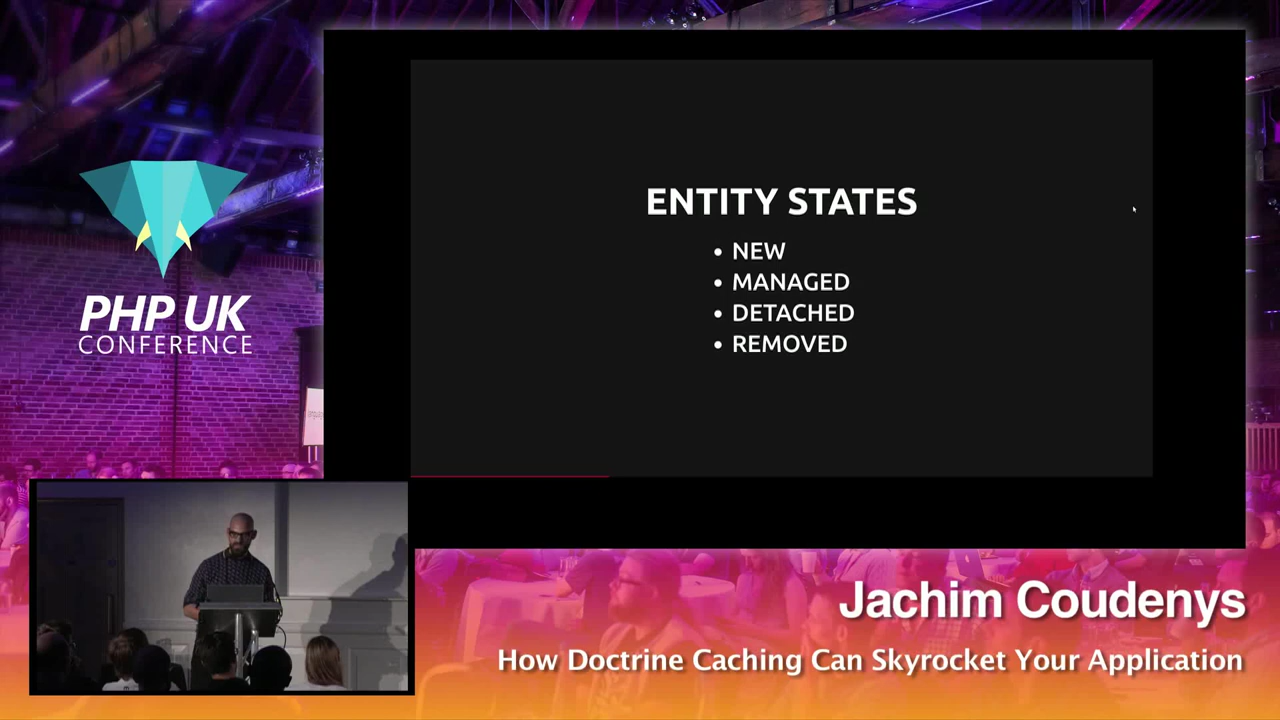 ENTITY STATES
• NEW
• MANAGED
• DETACHED
• REMOVED
PHP UK
CONFERENCE
Jachim Coudenys
How Doctrine Caching Can Skyrocket Your Application